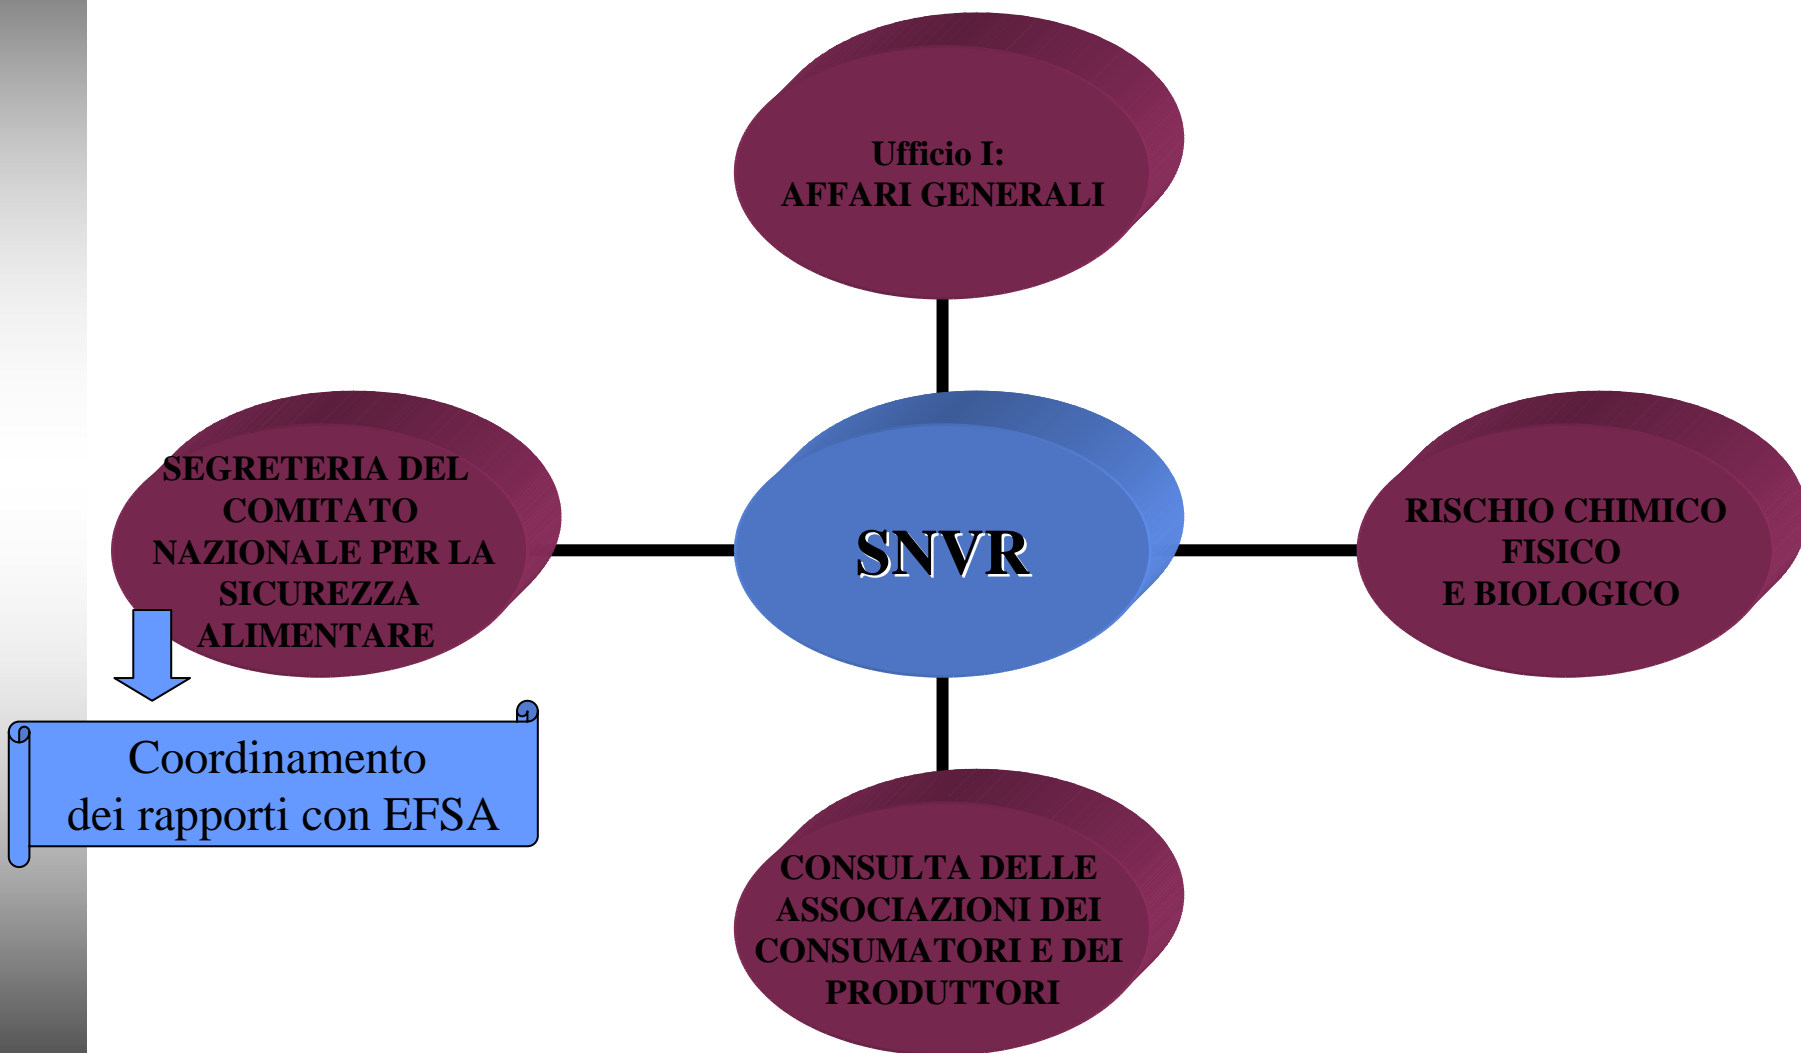 Ufficio I:
AFFARI GENERALI
SEGRETERIA DEL
COMITATO
NAZIONALE PER LA
SICUREZZA
ALIMENTARE
SNVR
RISCHIO CHIMICO
FISICO
E BIOLOGICO
Coordinamento
dei rapporti con EFSA
CONSULTA DELLE
ASSOCIAZIONI DEI
CONSUMATORI E DEI
PRODUTTORI